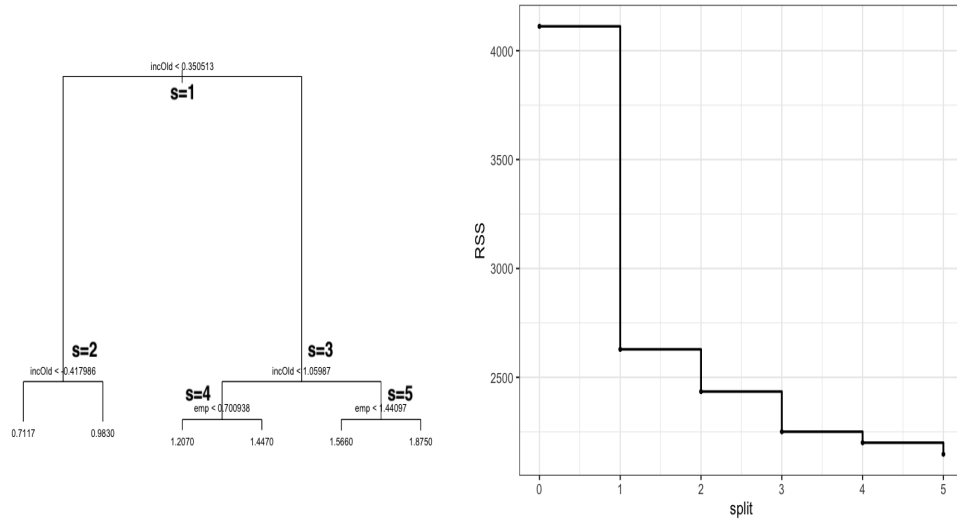 incOld < 0.350513
s=1
s=2
s=3
incOld < -0.417986
incOld < 1.05987
s=4
s=5
emp < 0.700938
emp < 1.44097
0.7117
0.9830
1.2070
1.4470
1.5660
1.8750
RSS
4000
3500
3000
2500
0 1 2 3 4 5
split